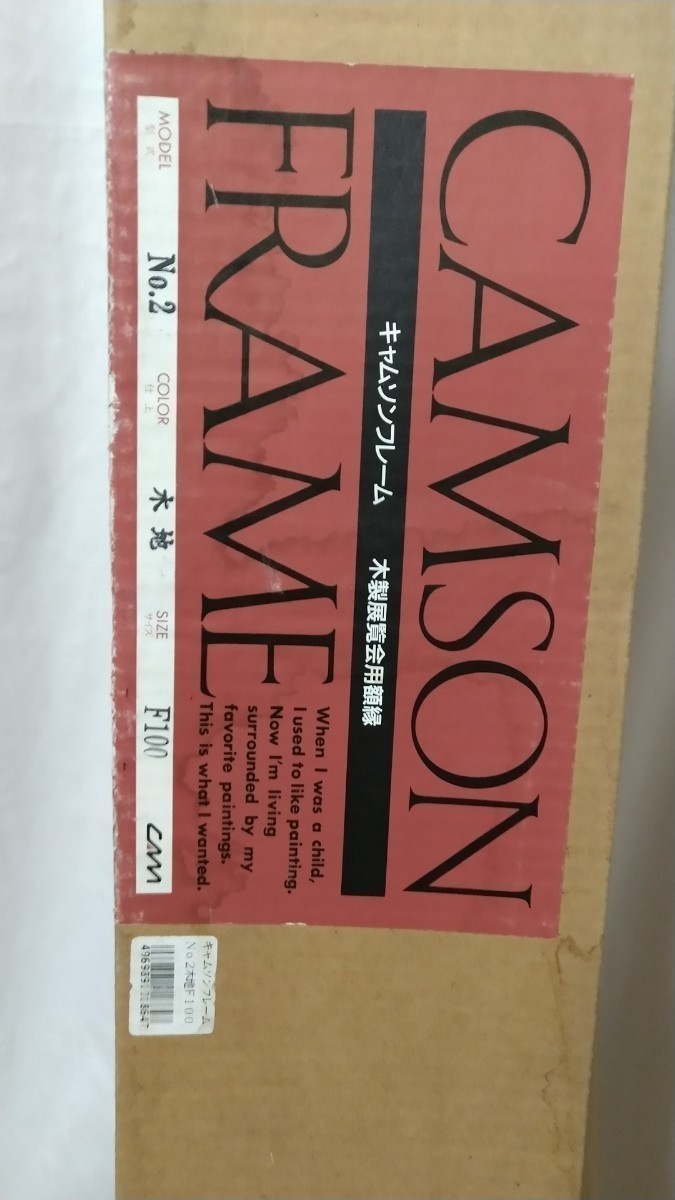 CAMSON
キャムソンフレーム 木製展覧会用額縁
FRAME
When I was a child,
I used to like painting.
Now I'm living
surrounded by my
favorite paintings.
This is what I wanted.
MODEL 型式 No.2 COLOR 仕上 木地 SIZE サイズ F100 CAM
キャムソンフレーム
No2木地F100